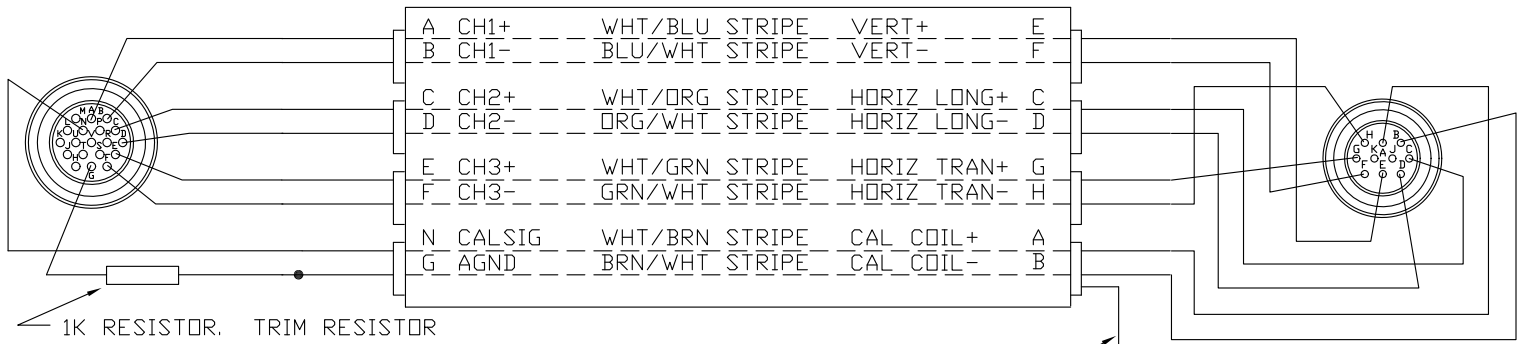 A CH1+ WHT/BLU STRIPE VERT+ E
B CH1- BLU/WHT STRIPE VERT- F
C CH2+ WHT/ORG STRIPE HORIZ LONG+ C
D CH2- ORG/WHT STRIPE HORIZ LONG- D
E CH3+ WHT/GRN STRIPE HORIZ TRAN+ G
F CH3- GRN/WHT STRIPE HORIZ TRAN- H
N CALSIG WHT/BRN STRIPE CAL COIL+ A
G AGND BRN/WHT STRIPE CAL COIL- B
M A B
L N P C
K U V R D
J T S E
H F
G
H B
G K A J C
F E D
1K RESISTOR. TRIM RESISTOR